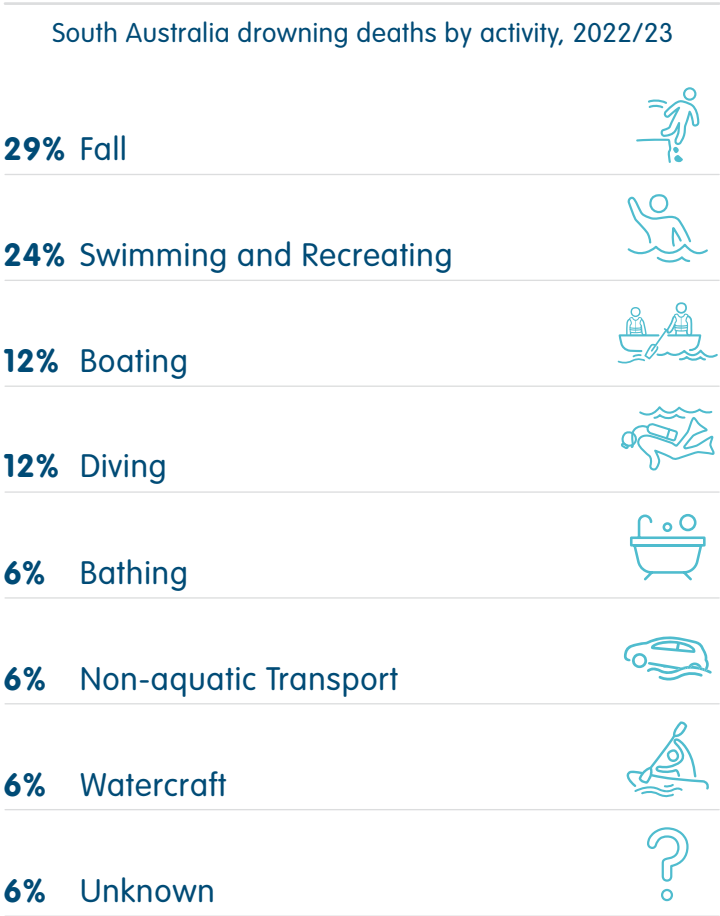 South Australia drowning deaths by activity, 2022/23
29% Fall
24% Swimming and Recreating
12% Boating
12% Diving
6% Bathing
6% Non-aquatic Transport
6% Watercraft
6% Unknown